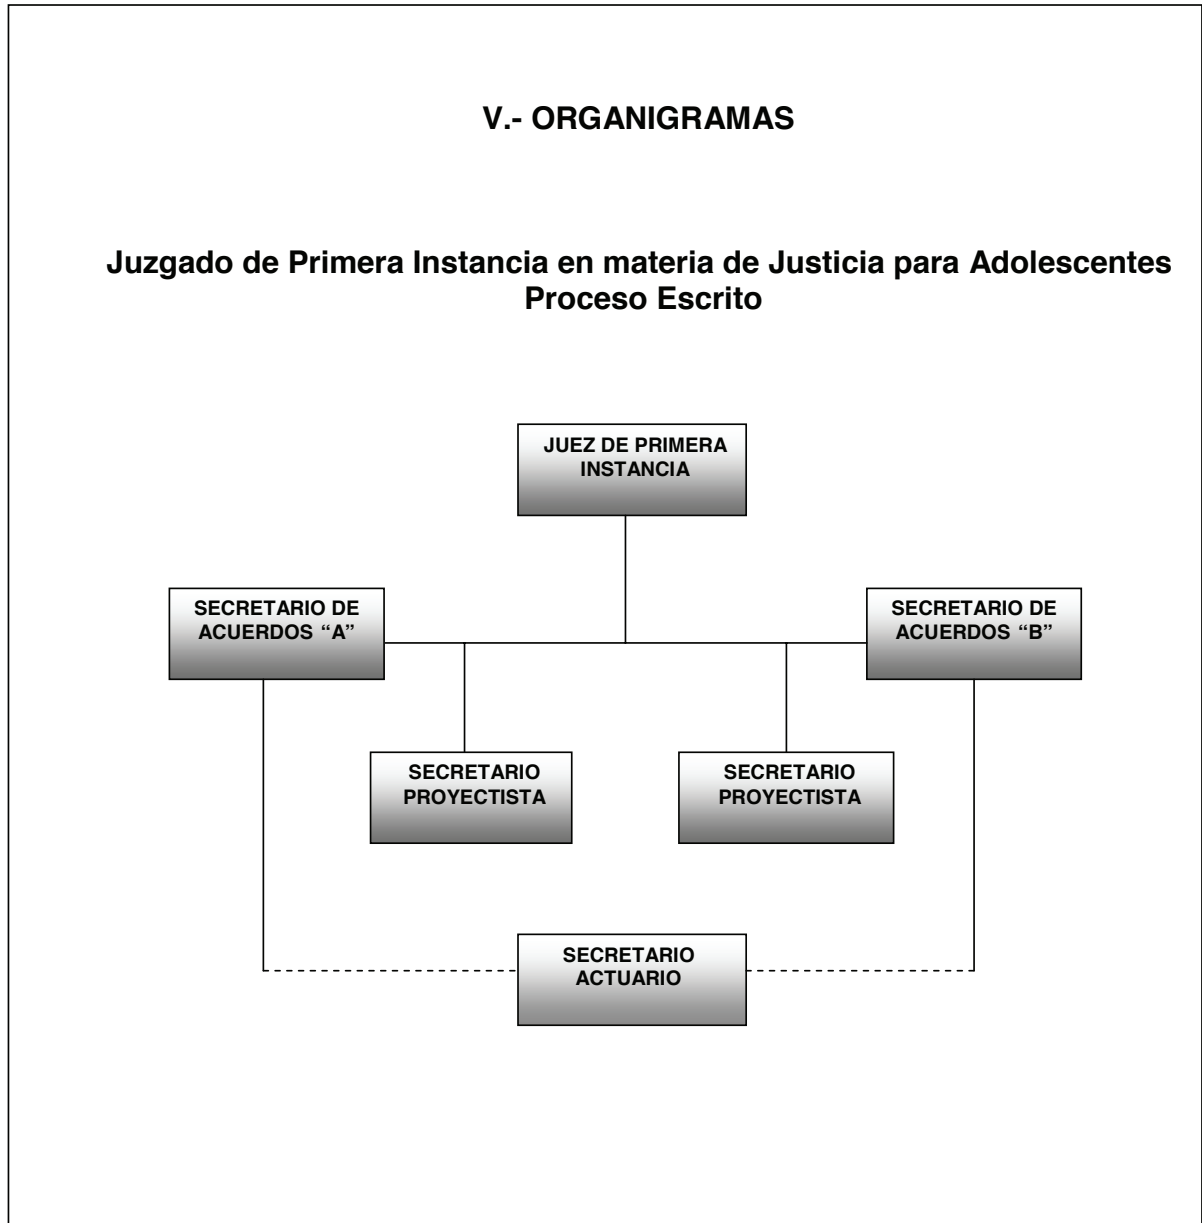 V.- ORGANIGRAMAS
Juzgado de Primera Instancia en materia de Justicia para Adolescentes
Proceso Escrito
JUEZ DE PRIMERA
INSTANCIA
SECRETARIO DE
ACUERDOS “A”
SECRETARIO DE
ACUERDOS “B”
SECRETARIO
PROYECTISTA
SECRETARIO
PROYECTISTA
SECRETARIO
ACTUARIO